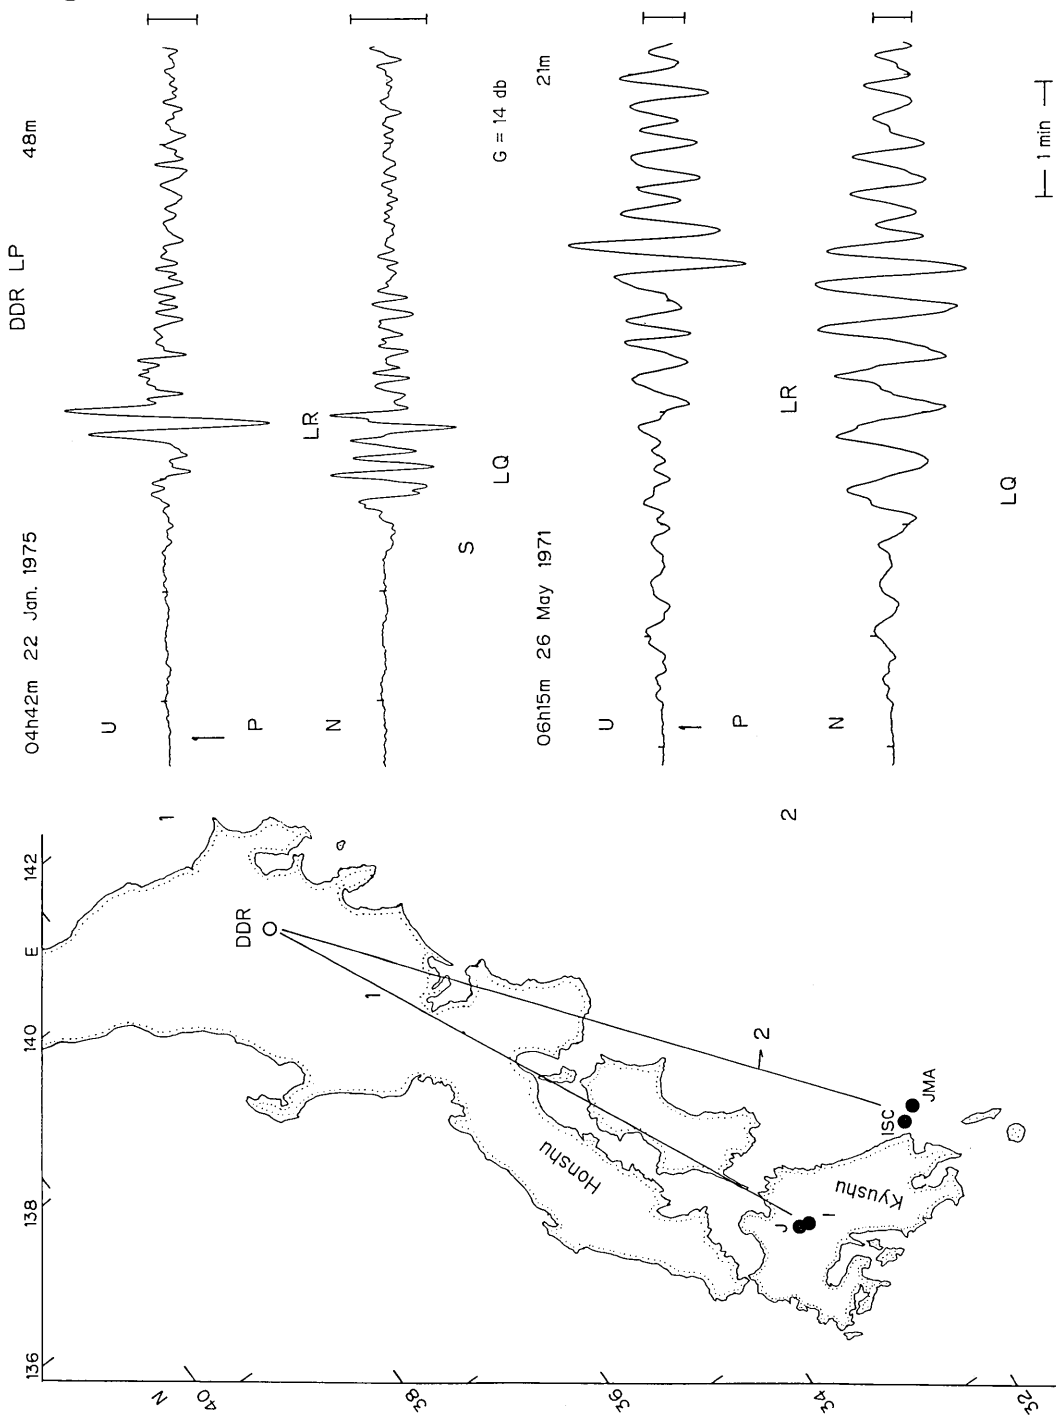 DDR LP
04h42m 22 Jan. 1975
48m
1
U
P
N
LR
S
LQ
G = 14 db
06h15m 26 May 1971
21m
2
U
P
N
LR
LQ
1 min
136
138
140
E
142
N
40
38
36
34
32
DDR
1
2
Honshu
Kyushu
J
I
ISC
JMA